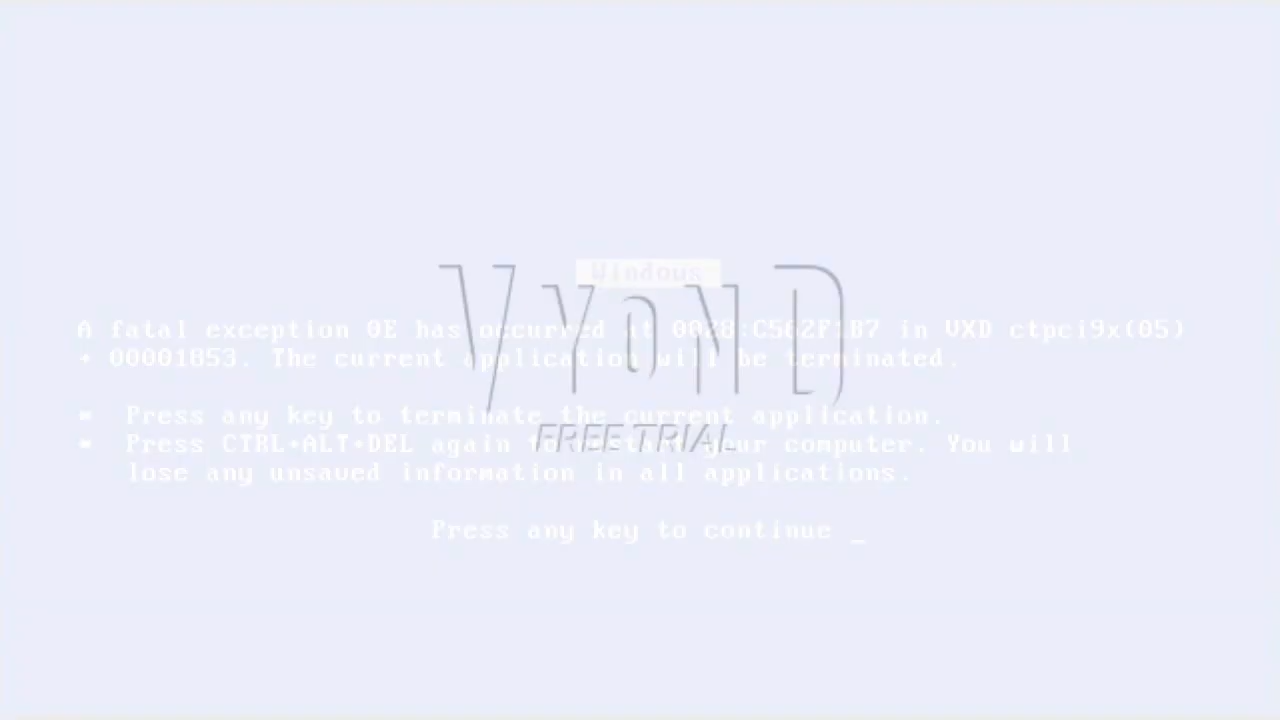 Windows
A fatal exception 0E has occurred at 0028:C562F1B7 in VXD ctpci9x(05)
+ 00001853. The current application will be terminated.
* Press any key to terminate the current application.
* Press CTRL+ALT+DEL again to restart your computer. You will
lose any unsaved information in all applications.
Press any key to continue _
VYOND
FREE TRIAL